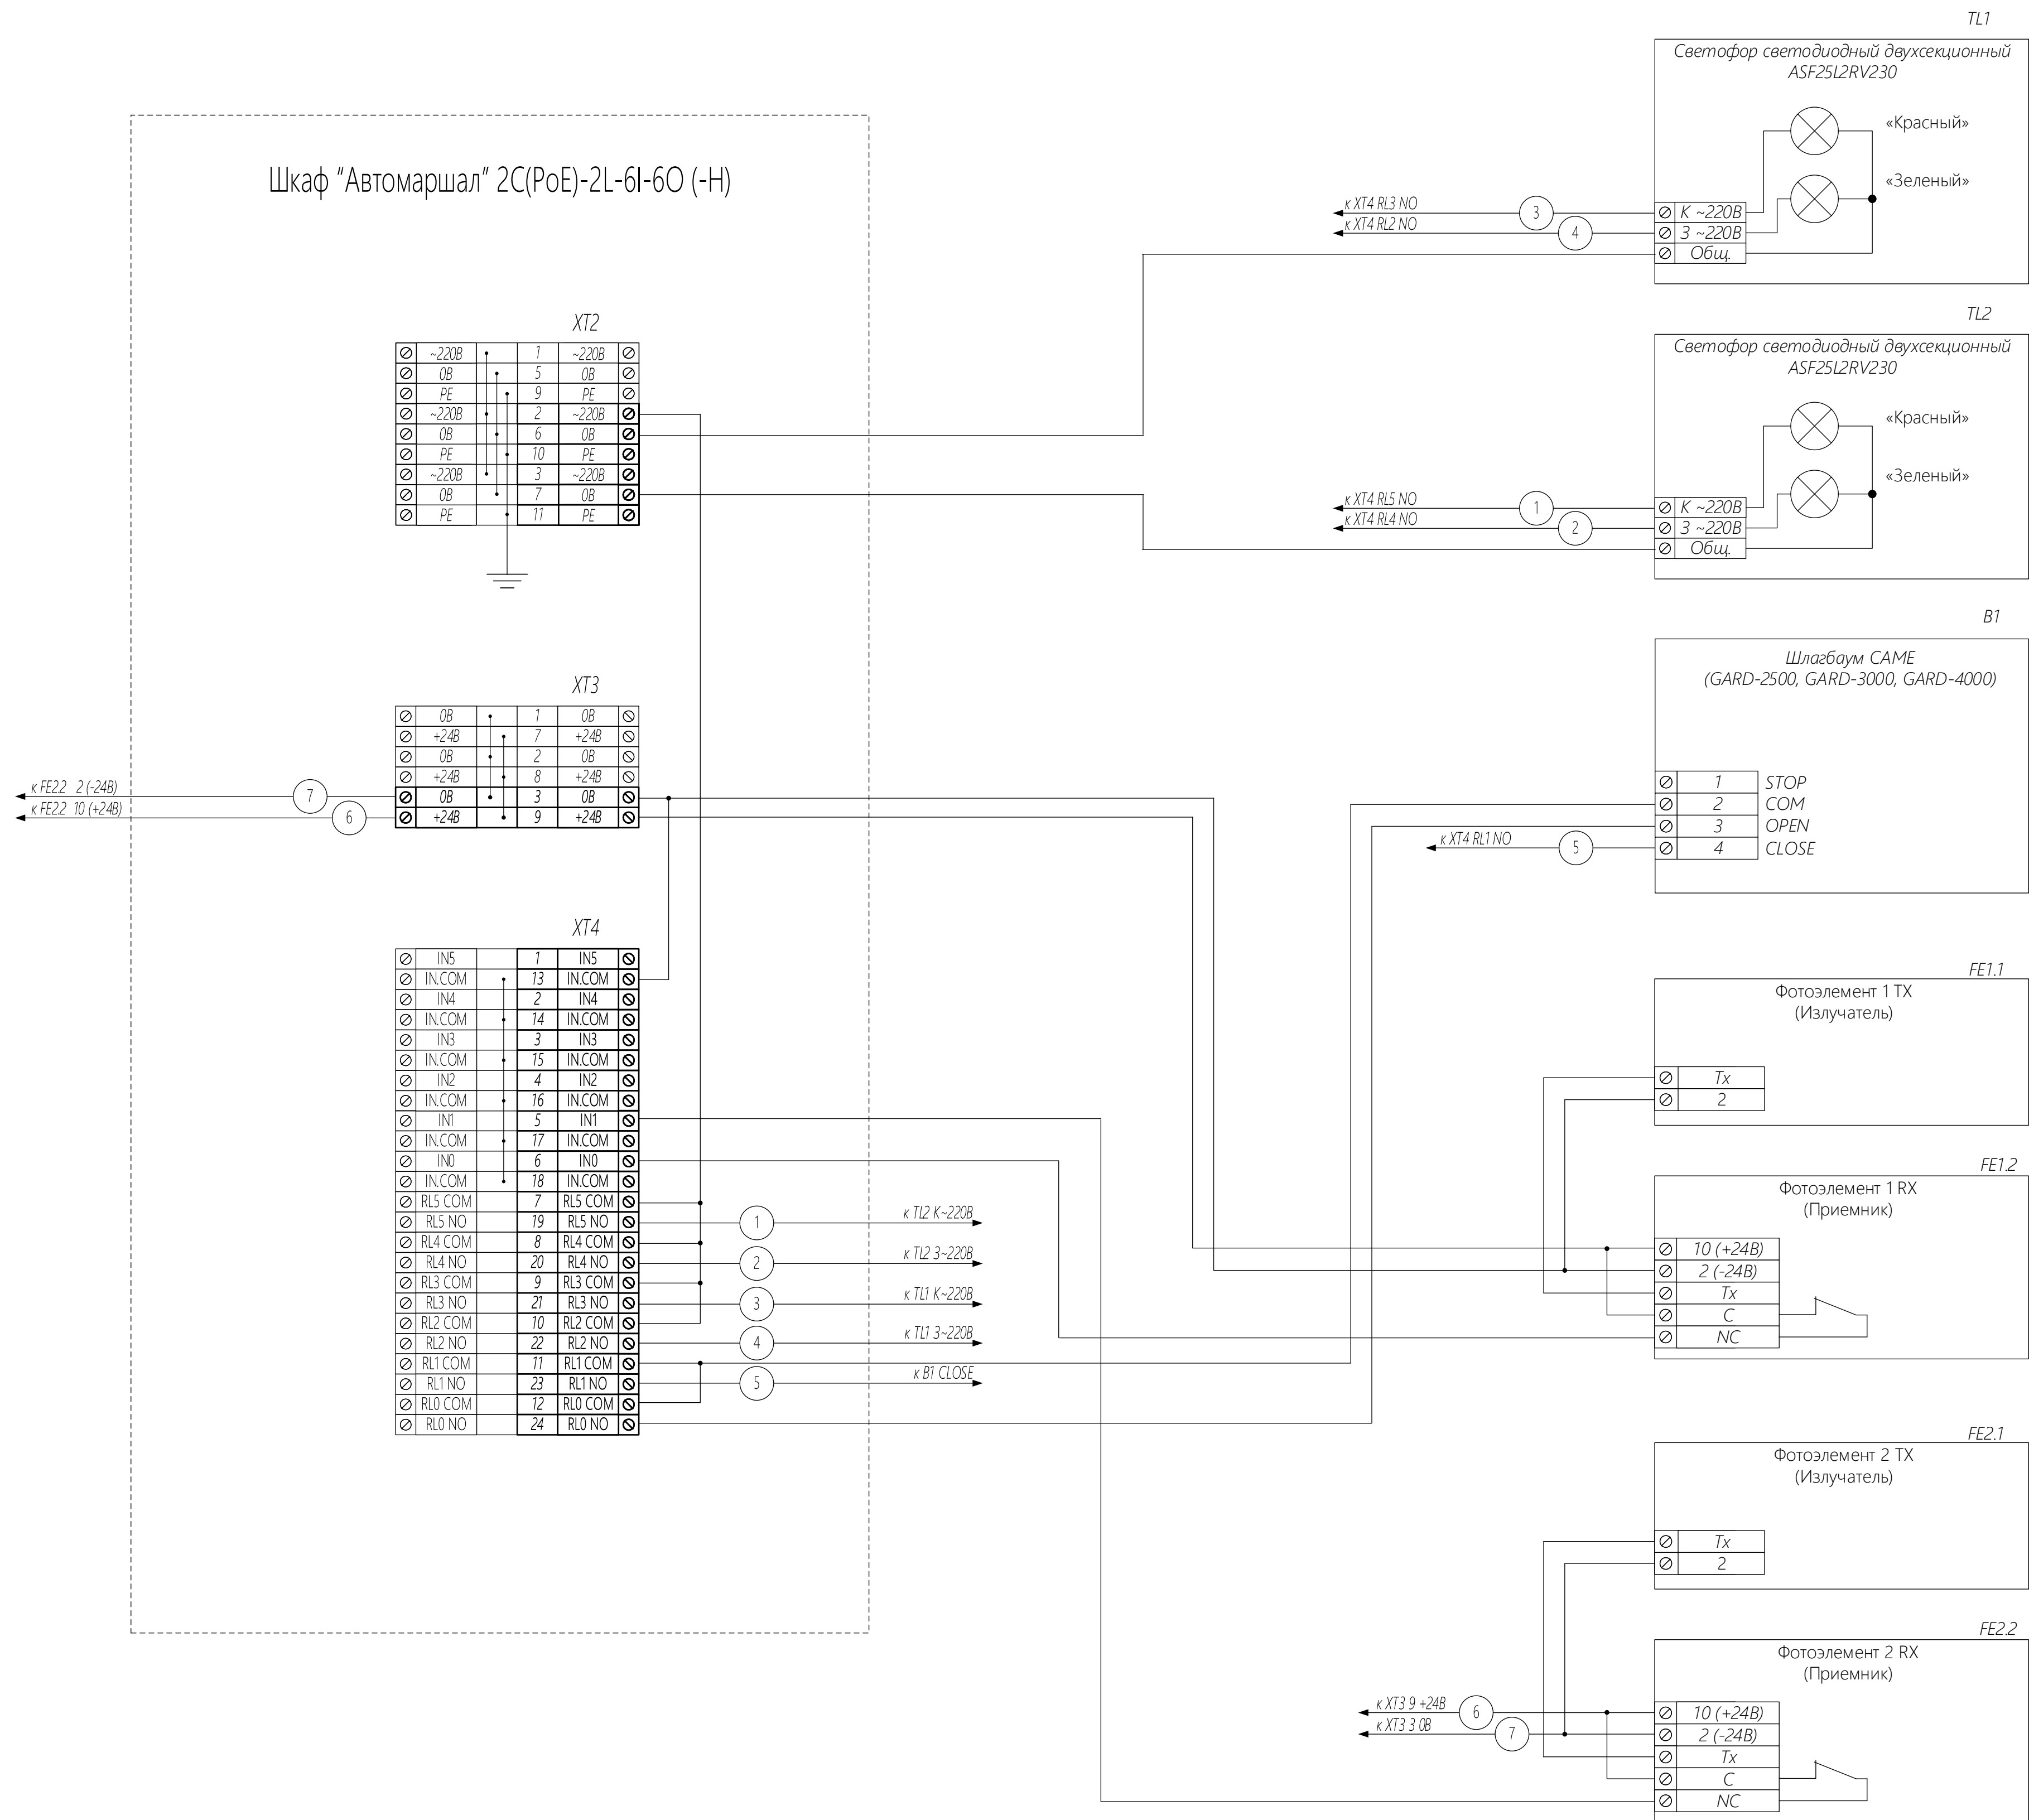 TL1
Светофор светодиодный двухсекционный
ASF25L2RV230
«Красный»
«Зеленый»
к XT4 RL3 NO
3
К ~220В
к XT4 RL2 NO
4
З ~220В
Общ.
Шкаф “Автомаршал” 2C(PoE)-2L-6I-6O (-H)
TL2
Светофор светодиодный двухсекционный
ASF25L2RV230
«Красный»
«Зеленый»
к XT4 RL5 NO
1
К ~220В
к XT4 RL4 NO
2
З ~220В
Общ.
XT2
~220В 1 ~220В
0В 5 0В
PE 9 PE
~220В 2 ~220В
0В 6 0В
PE 10 PE
~220В 3 ~220В
0В 7 0В
PE 11 PE
B1
Шлагбаум CAME
(GARD-2500, GARD-3000, GARD-4000)
1 STOP
2 COM
3 OPEN
к XT4 RL1 NO
5
4 CLOSE
XT3
0В 1 0В
+24В 7 +24В
0В 2 0В
+24В 8 +24В
к FE2.2 2 (-24В)
7
0В 3 0В
к FE2.2 10 (+24В)
6
+24В 9 +24В
XT4
IN5 1 IN5
IN.COM 13 IN.COM
IN4 2 IN4
IN.COM 14 IN.COM
IN3 3 IN3
IN.COM 15 IN.COM
IN2 4 IN2
IN.COM 16 IN.COM
IN1 5 IN1
IN.COM 17 IN.COM
IN0 6 IN0
IN.COM 18 IN.COM
RL5 COM 7 RL5 COM
RL5 NO 19 RL5 NO
1
к TL2 К~220В
RL4 COM 8 RL4 COM
RL4 NO 20 RL4 NO
2
к TL2 З~220В
RL3 COM 9 RL3 COM
RL3 NO 21 RL3 NO
3
к TL1 К~220В
RL2 COM 10 RL2 COM
RL2 NO 22 RL2 NO
4
к TL1 З~220В
RL1 COM 11 RL1 COM
RL1 NO 23 RL1 NO
5
к B1 CLOSE
RL0 COM 12 RL0 COM
RL0 NO 24 RL0 NO
FE1.1
Фотоэлемент 1 TX
(Излучатель)
Tx
2
FE1.2
Фотоэлемент 1 RX
(Приемник)
10 (+24В)
2 (-24В)
Tx
C
NC
FE2.1
Фотоэлемент 2 TX
(Излучатель)
Tx
2
FE2.2
Фотоэлемент 2 RX
(Приемник)
к XT3 9 +24В
6
10 (+24В)
к XT3 3 0В
7
2 (-24В)
Tx
C
NC